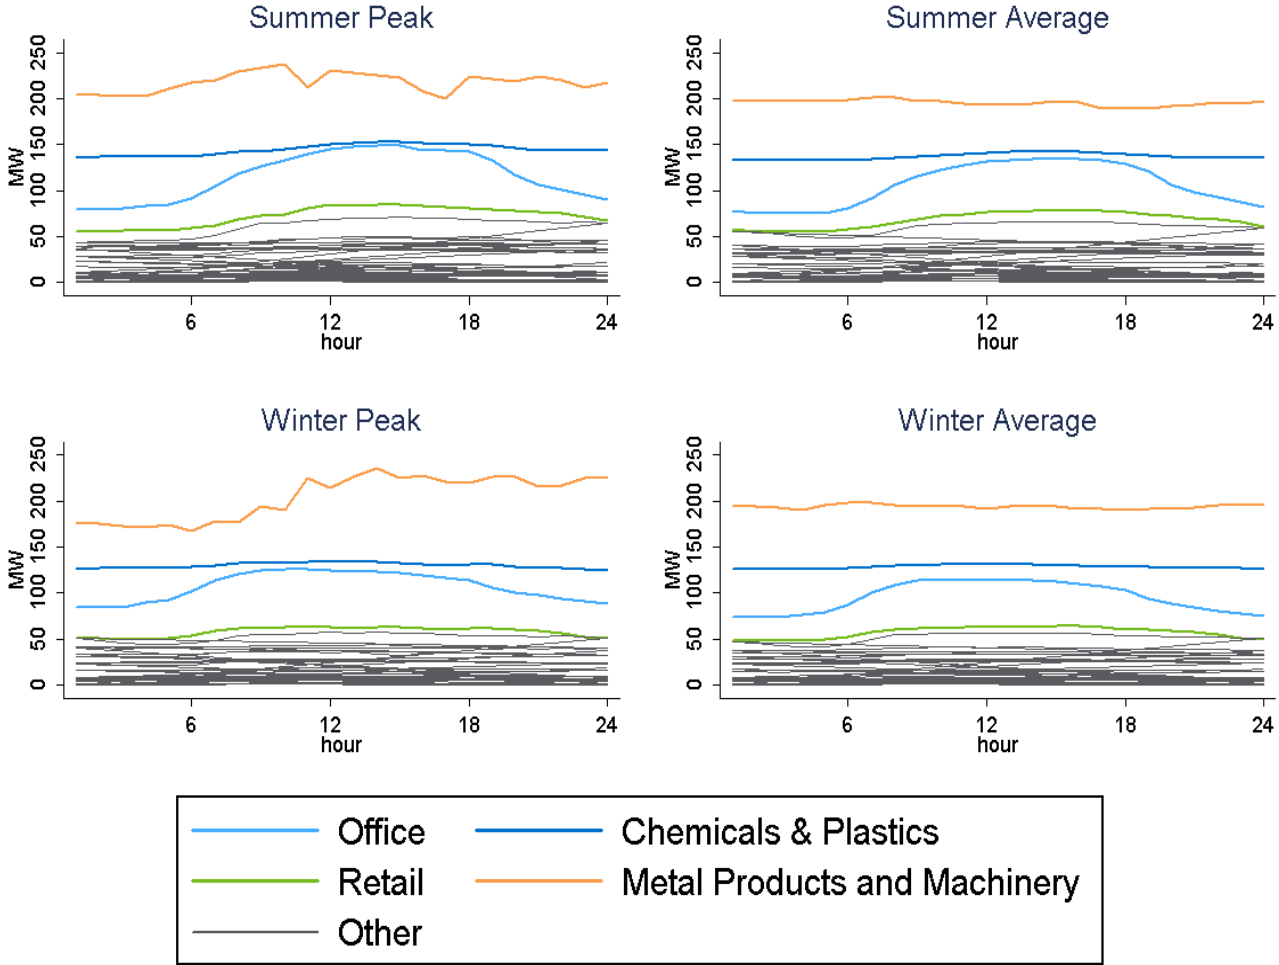 Summer Peak
250
200
150
100
50
0
MW
6 12 18 24
hour
Summer Average
250
200
150
100
50
0
MW
6 12 18 24
hour
Winter Peak
250
200
150
100
50
0
MW
6 12 18 24
hour
Winter Average
250
200
150
100
50
0
MW
6 12 18 24
hour
Office Chemicals & Plastics
Retail Metal Products and Machinery
Other